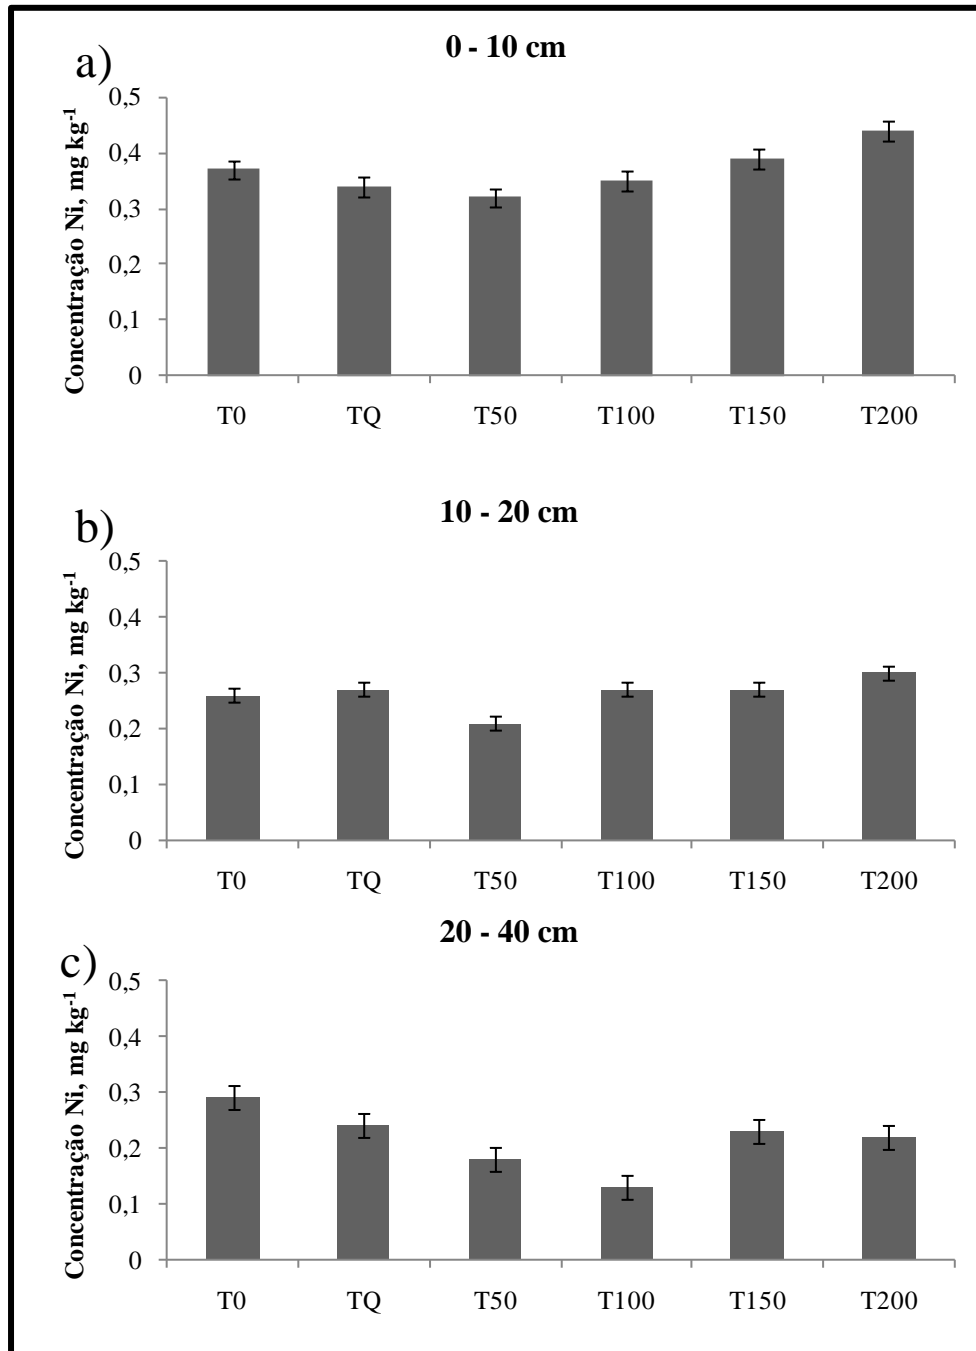 a)
0 - 10 cm
Concentração Ni, mg kg-1
0,5
0,4
0,3
0,2
0,1
0
T0 TQ T50 T100 T150 T200
b)
10 - 20 cm
Concentração Ni, mg kg-1
0,5
0,4
0,3
0,2
0,1
0
T0 TQ T50 T100 T150 T200
c)
20 - 40 cm
Concentração Ni, mg kg-1
0,5
0,4
0,3
0,2
0,1
0
T0 TQ T50 T100 T150 T200